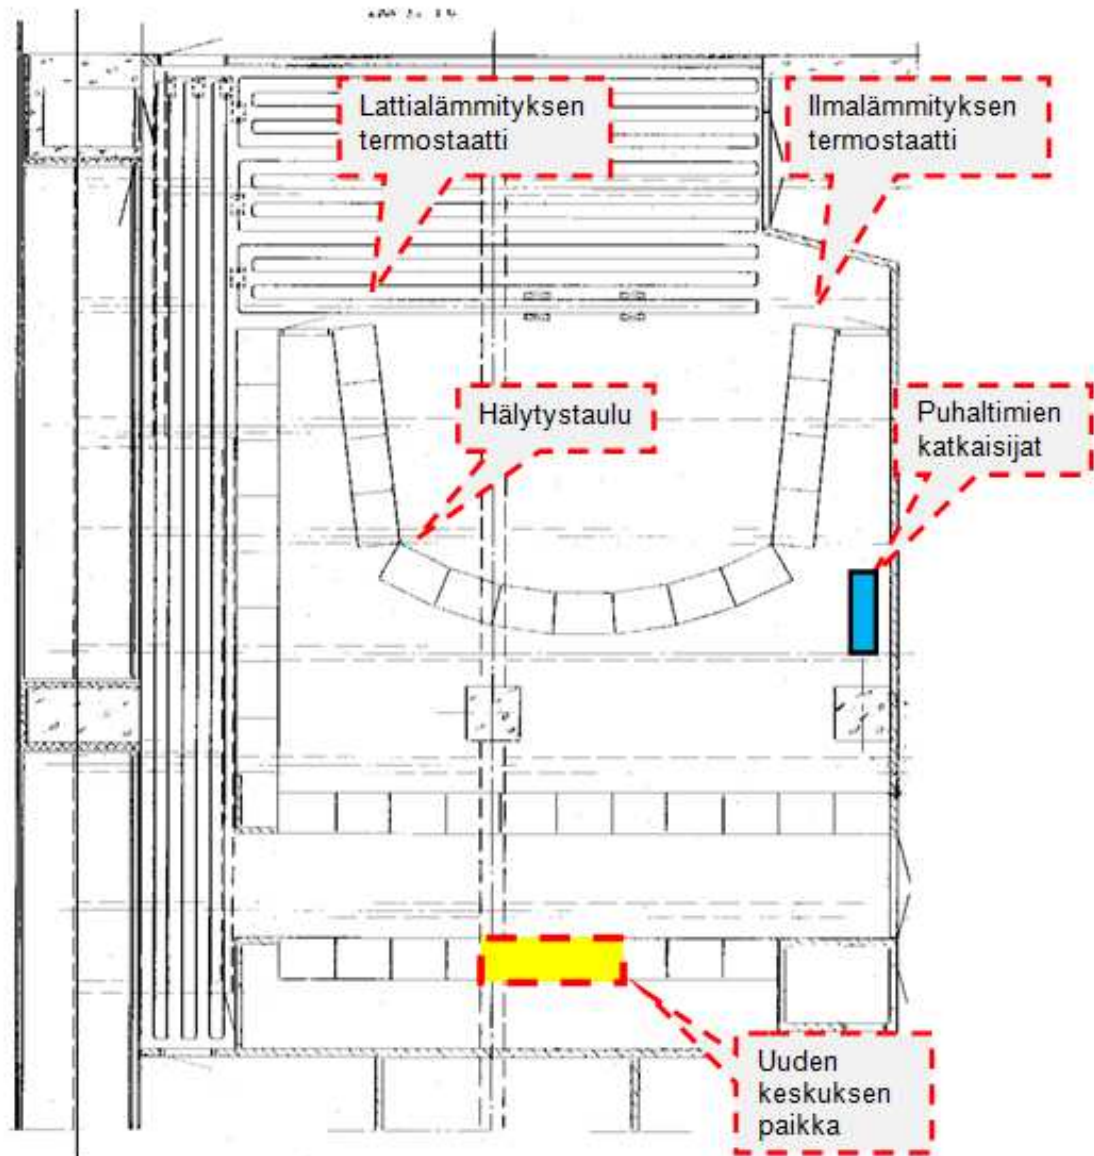 Lattialämmityksen
termostaatti
Ilmalämmityksen
termostaatti
Hälytystaulu
Puhaltimien
katkaisijat
Uuden
keskuksen
paikka